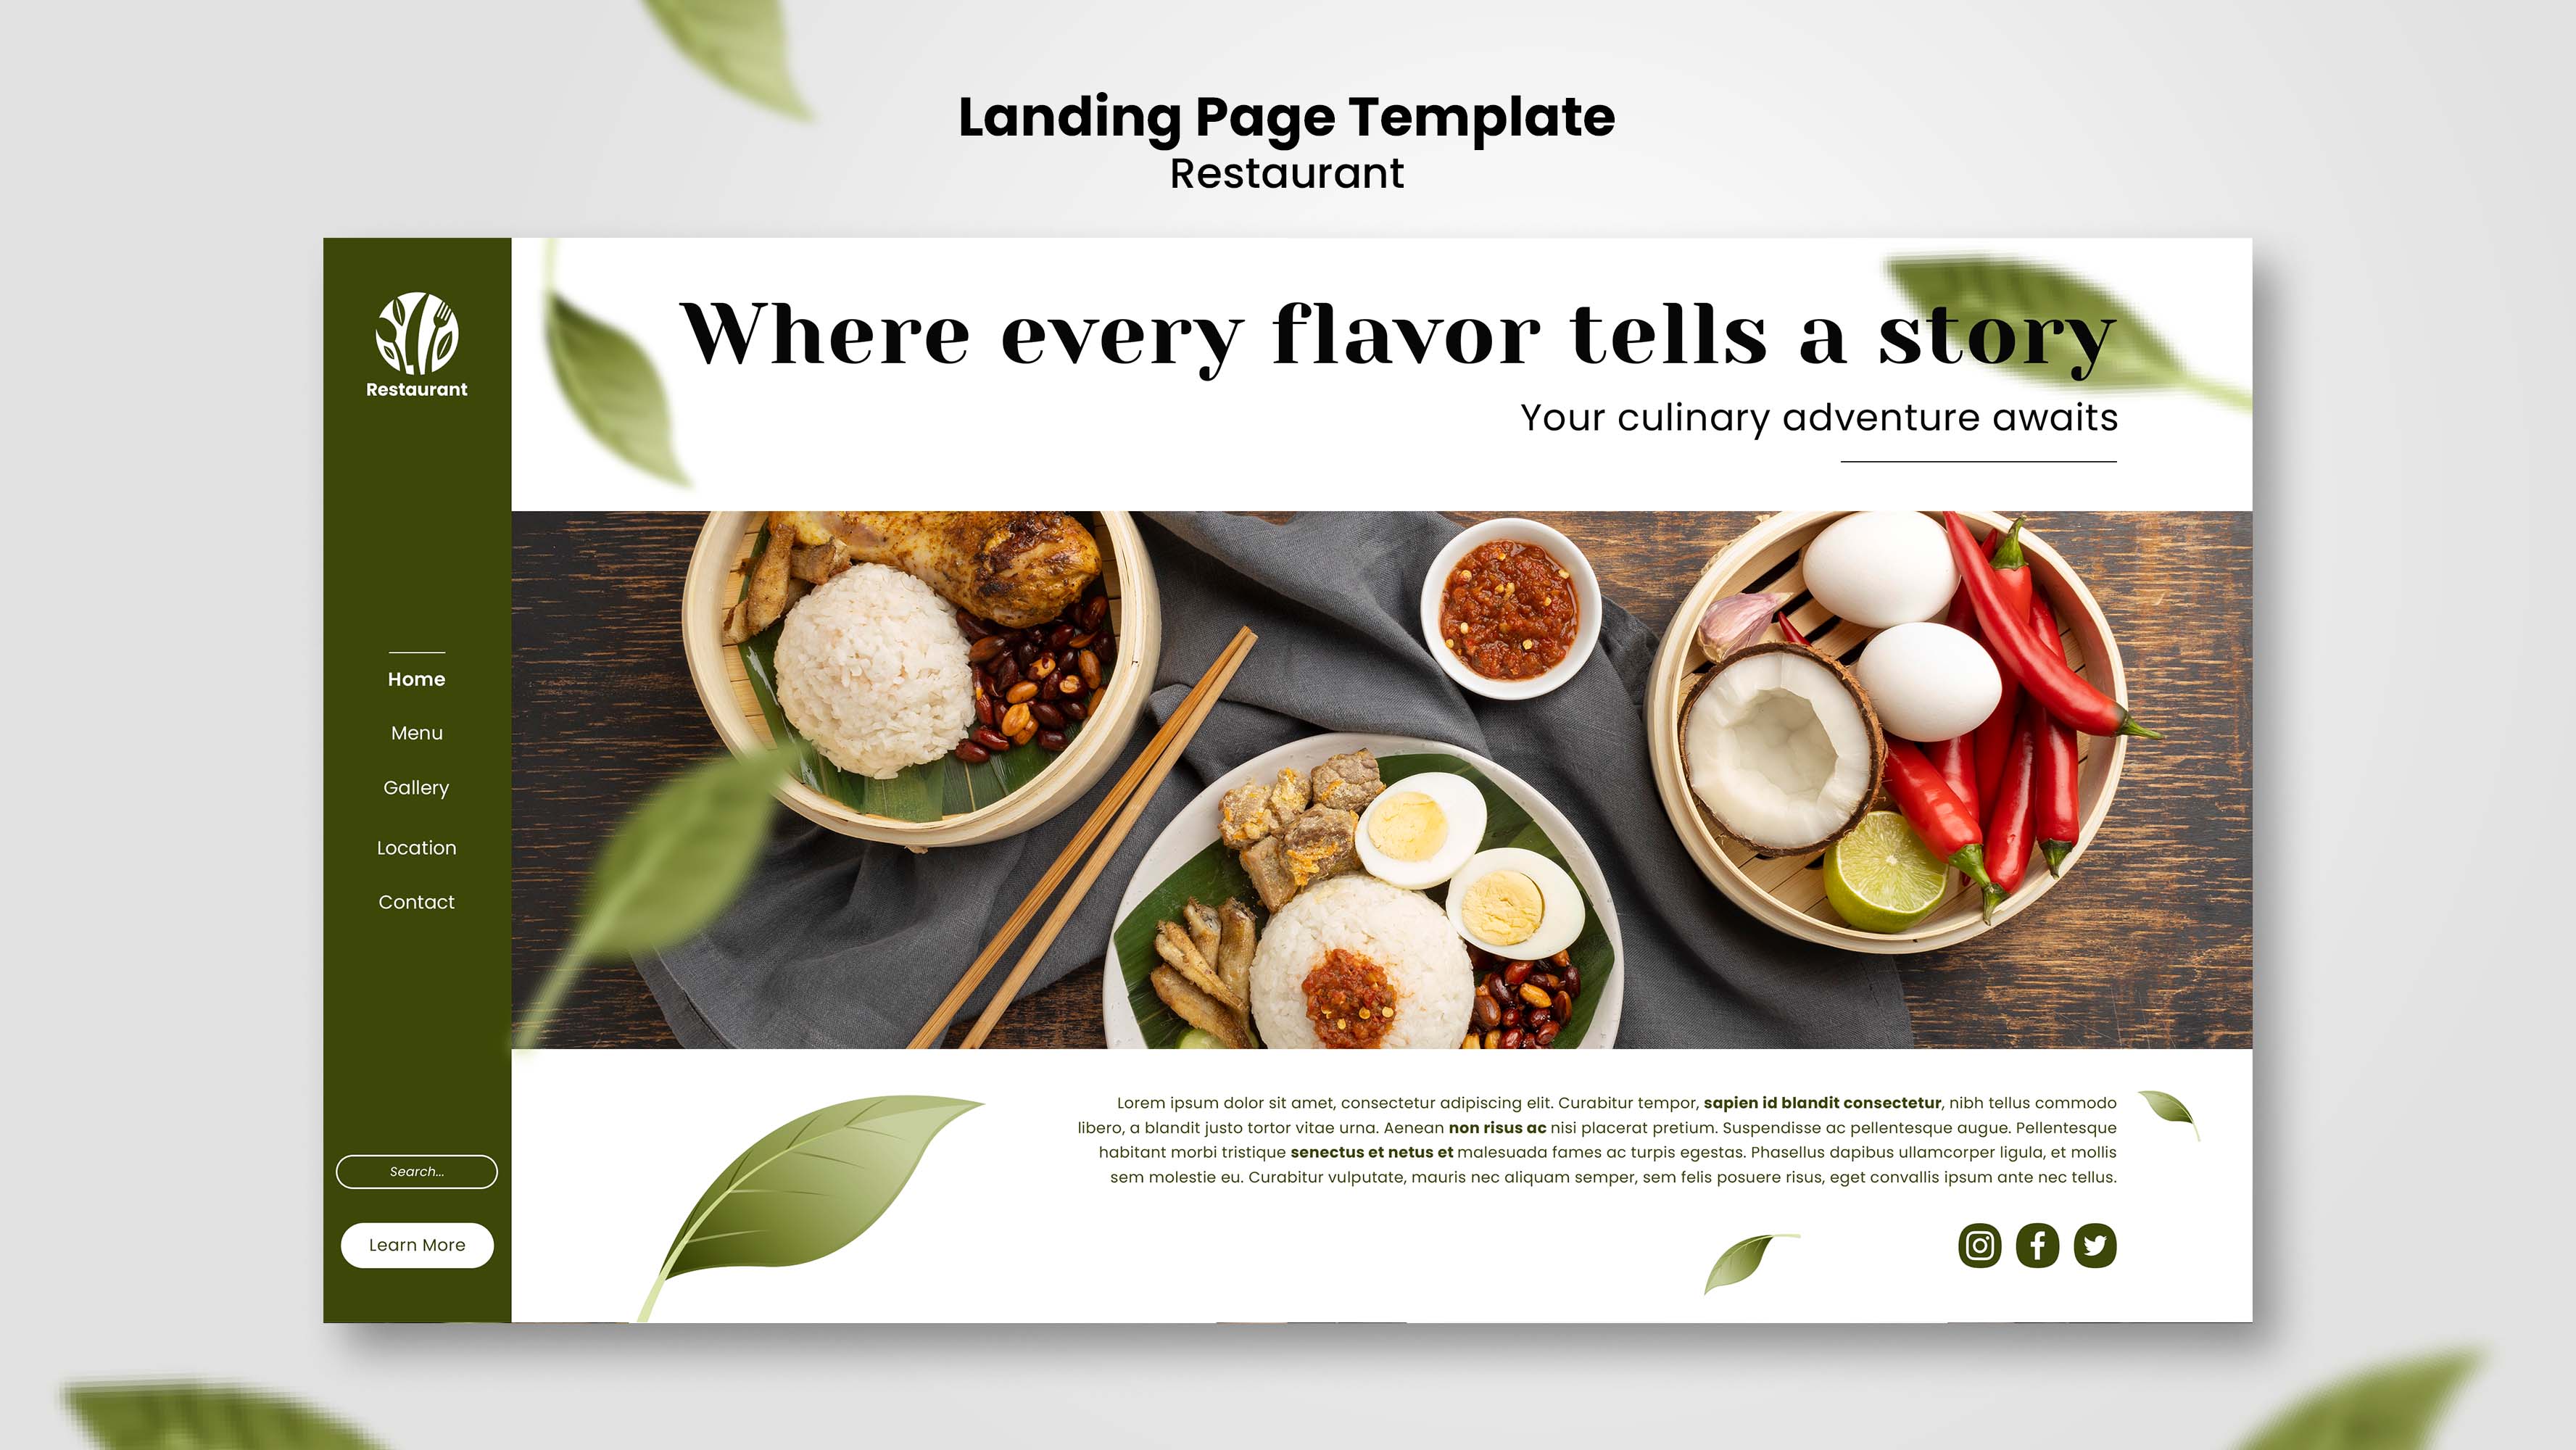 Landing Page Template
Restaurant
Restaurant
Home
Menu
Gallery
Location
Contact
Search...
Learn More
Where every flavor tells a story
Your culinary adventure awaits
Lorem ipsum dolor sit amet, consectetur adipiscing elit. Curabitur tempor, sapien id blandit consectetur, nibh tellus commodo
libero, a blandit justo tortor vitae urna. Aenean non risus ac nisi placerat pretium. Suspendisse ac pellentesque augue. Pellentesque
habitant morbi tristique senectus et netus et malesuada fames ac turpis egestas. Phasellus dapibus ullamcorper ligula, et mollis
sem molestie eu. Curabitur vulputate, mauris nec aliquam semper, sem felis posuere risus, eget convallis ipsum ante nec tellus.